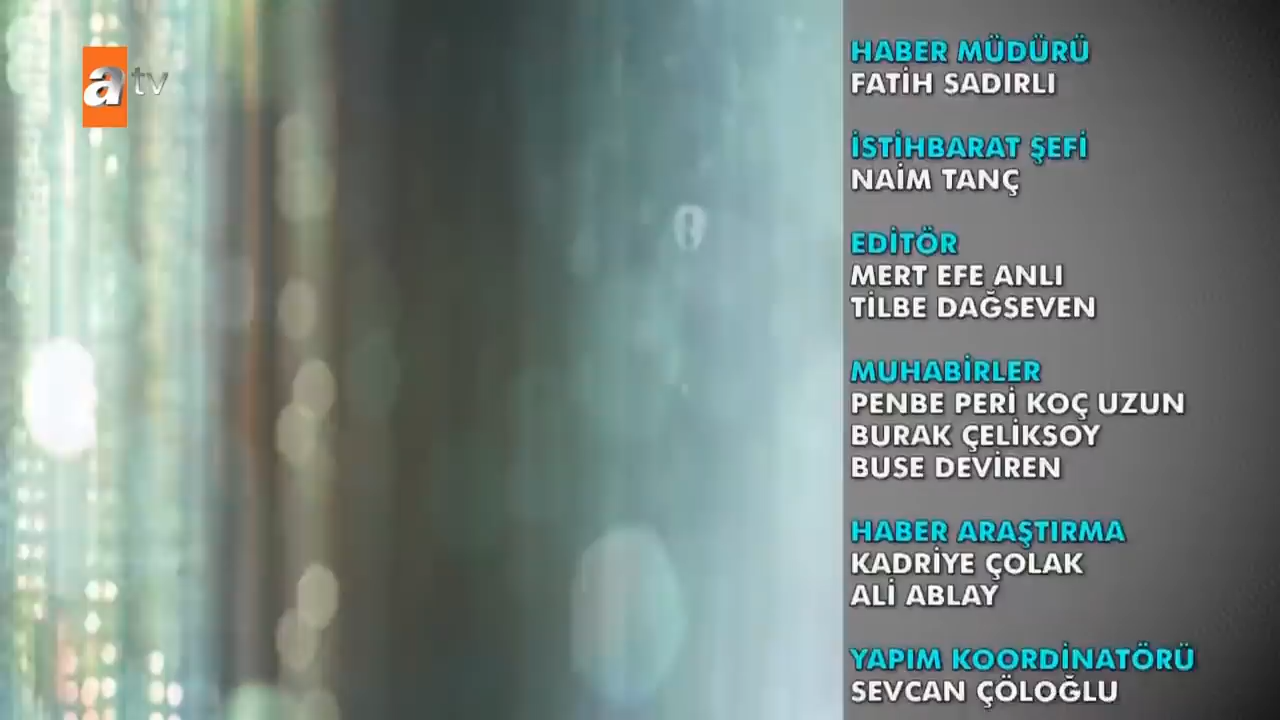 atv
HABER MÜDÜRÜ
FATİH SADIRLI
İSTİHBARAT ŞEFİ
NAİM TANÇ
EDİTÖR
MERT EFE ANLI
TİLBE DAĞSEVEN
MUHABİRLER
PENBE PERİ KOÇ UZUN
BURAK ÇELİKSOY
BUSE DEVİREN
HABER ARAŞTIRMA
KADRİYE ÇOLAK
ALİ ABLAY
YAPIM KOORDİNATÖRÜ
SEVCAN ÇÖLOĞLU